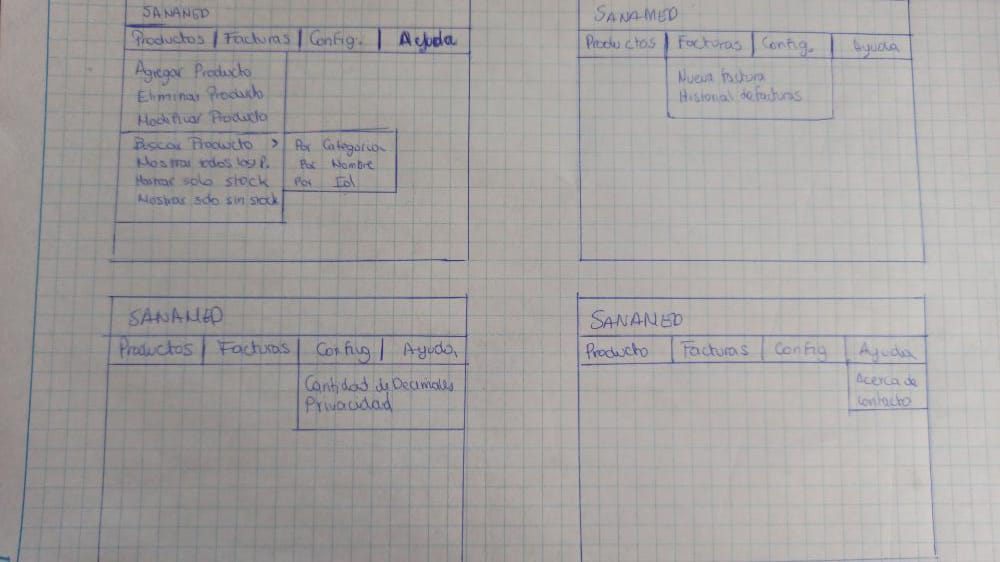 SANAMED
Productos | Facturas | Config. | Ayuda
Agregar Producto
Eliminar Producto
Modificar Producto
Buscar Producto >
Mostrar todos los P.
Mostrar solo stock
Mostrar solo sin stock
Por Categoria
Por Nombre
Por Id
SANAMED
Productos | Facturas | Config. | Ayuda
Nueva factura
Historial de facturas
SANAMED
Productos | Facturas | Config | Ayuda
Cantidad de Decimales
Privacidad
SANAMED
Producto | Facturas | Config | Ayuda
Acerca de
Contacto